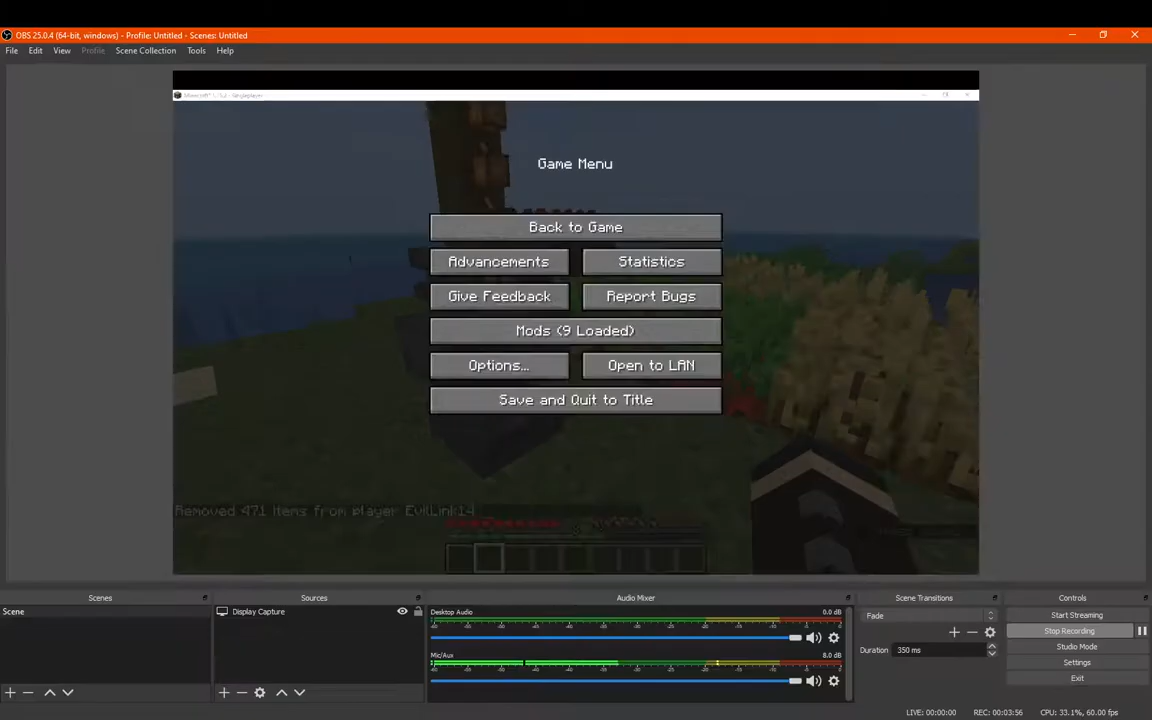 OBS 25.0.4 (64-bit, windows) - Profile: Untitled - Scenes: Untitled
File Edit View Profile Scene Collection Tools Help
Game Menu
Back to Game
Advancements Statistics
Give Feedback Report Bugs
Mods (9 Loaded)
Options... Open to LAN
Save and Quit to Title
Removed 471 items from player EvilLink14
Scenes Sources Audio Mixer Scene Transitions Controls
Scene
Display Capture
Desktop Audio 0.0 dB
Mic/Aux 8.0 dB
Fade
Duration 350 ms
Start Streaming
Stop Recording
Studio Mode
Settings
Exit
LIVE: 00:00:00 REC: 00:03:56 CPU: 33.1%, 60.00 fps